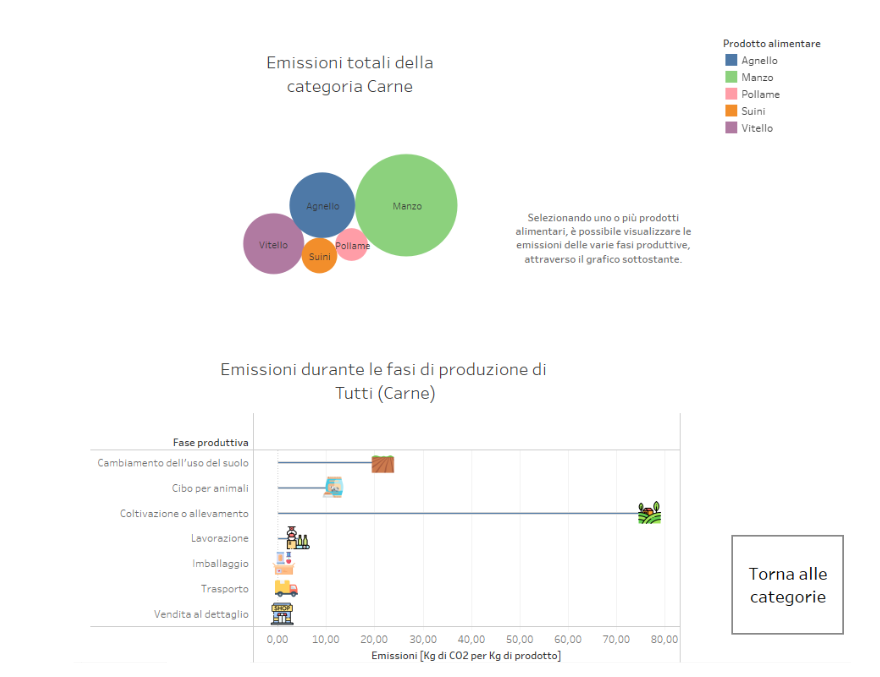 Prodotto alimentare
Agnello
Manzo
Pollame
Suini
Vitello
Emissioni totali della
categoria Carne
Agnello
Manzo
Vitello
Pollame
Suini
Selezionando uno o più prodotti
alimentari, è possibile visualizzare le
emissioni delle varie fasi produttive,
attraverso il grafico sottostante.
Emissioni durante le fasi di produzione di
Tutti (Carne)
Fase produttiva
Cambiamento dell'uso del suolo
Cibo per animali
Coltivazione o allevamento
Lavorazione
Imballaggio
Trasporto
Vendita al dettaglio
SHOP
0,00 10,00 20,00 30,00 40,00 50,00 60,00 70,00 80,00
Emissioni [Kg di CO2 per Kg di prodotto]
Torna alle
categorie